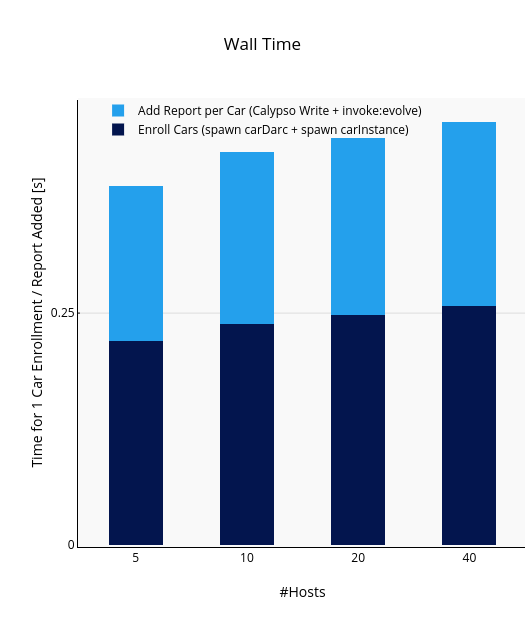 Wall Time
Add Report per Car (Calypso Write + invoke:evolve)
Enroll Cars (spawn carDarc + spawn carInstance)
Time for 1 Car Enrollment / Report Added [s]
0.25
0
5 10 20 40
#Hosts